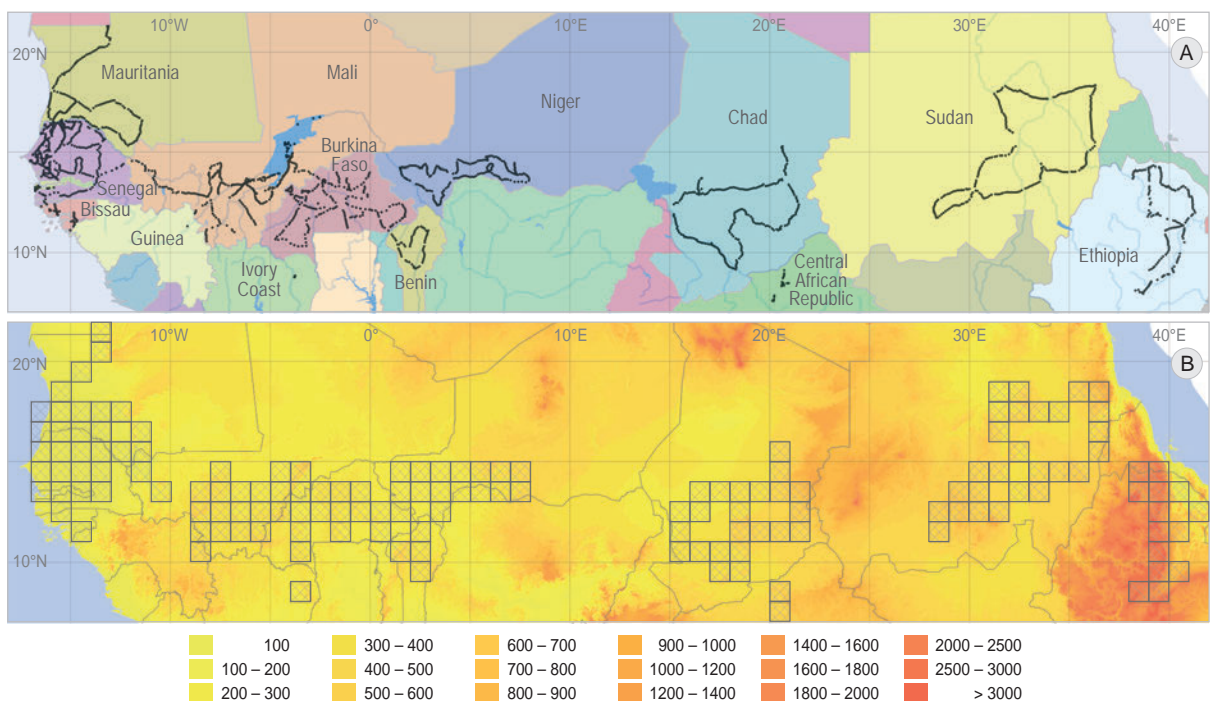 10°W 0° 10°E 20°E 30°E 40°E
20°N
A
Mauritania
Mali
Niger
Chad
Sudan
Burkina
Faso
Senegal
Bissau
Guinea
10°N
Ivory
Coast
Benin
Central
African
Republic
Ethiopia
10°W 0° 10°E 20°E 30°E 40°E
20°N
B
10°N
100 300 – 400 600 – 700 900 – 1000 1400 – 1600 2000 – 2500
100 – 200 400 – 500 700 – 800 1000 – 1200 1600 – 1800 2500 – 3000
200 – 300 500 – 600 800 – 900 1200 – 1400 1800 – 2000 > 3000